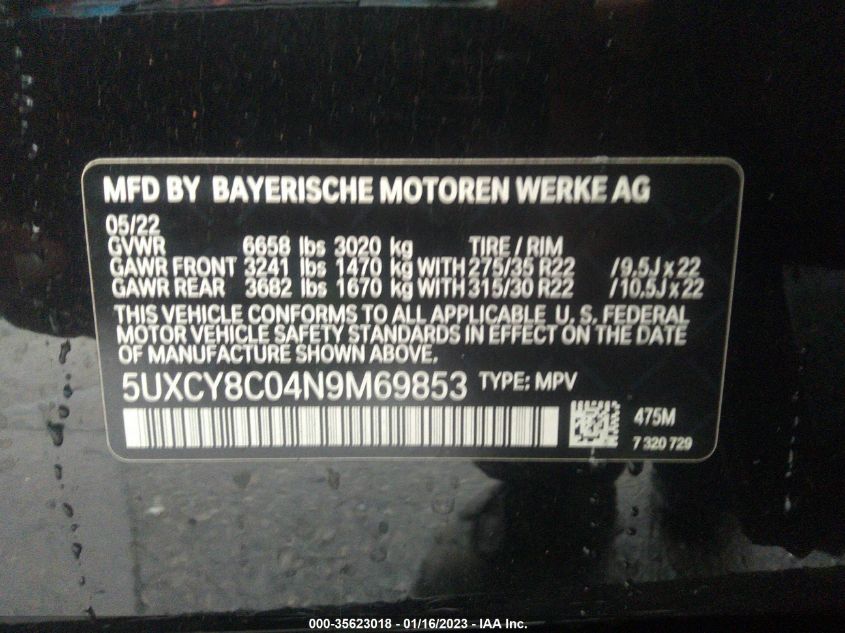 MFD BY BAYERISCHE MOTOREN WERKE AG
05/22
GVWR 6658 lbs 3020 kg TIRE / RIM
GAWR FRONT 3241 lbs 1470 kg WITH 275/35 R22 /9,5J x 22
GAWR REAR 3682 lbs 1670 kg WITH 315/30 R22 /10,5J x 22
THIS VEHICLE CONFORMS TO ALL APPLICABLE U. S. FEDERAL
MOTOR VEHICLE SAFETY STANDARDS IN EFFECT ON THE DATE
OF MANUFACTURE SHOWN ABOVE.
5UXCY8C04N9M69853 TYPE: MPV
475M
7 320 729
000-35623018 - 01/16/2023 - IAA Inc.